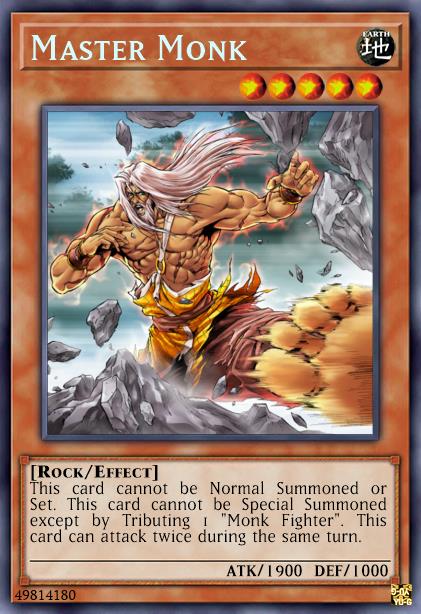 MASTER MONK
EARTH
地
[ROCK/EFFECT]
This card cannot be Normal Summoned or
Set. This card cannot be Special Summoned
except by Tributing 1 "Monk Fighter". This
card can attack twice during the same turn.
ATK/1900 DEF/1000
49814180